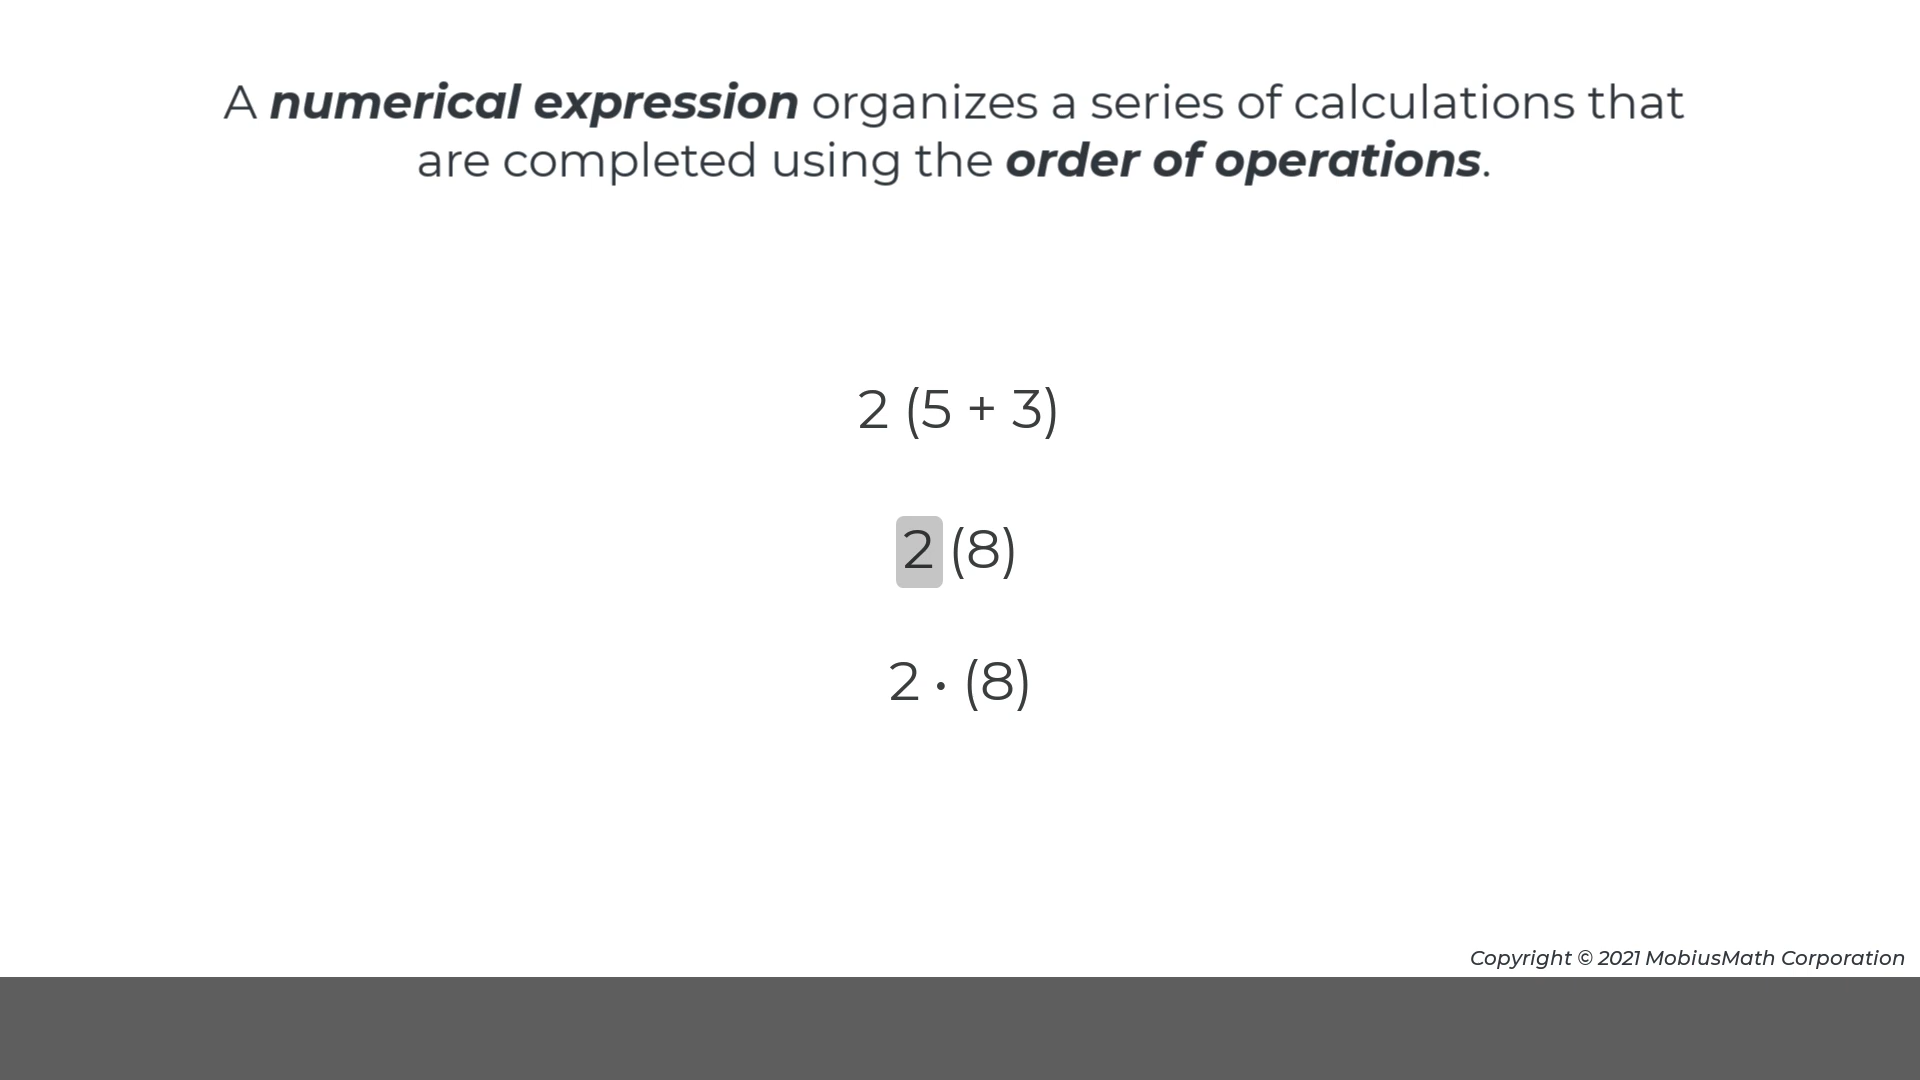 A numerical expression organizes a series of calculations that
are completed using the order of operations.
2 (5 + 3)
2 (8)
2 · (8)
Copyright © 2021 MobiusMath Corporation